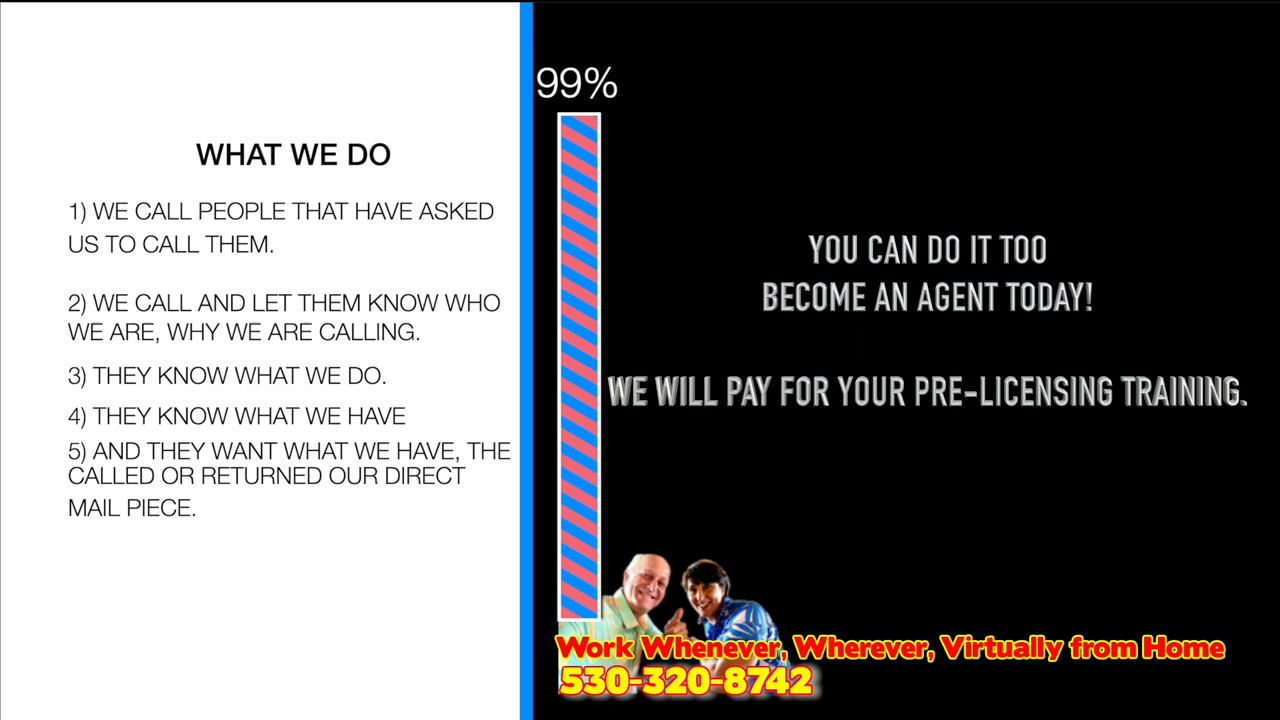 WHAT WE DO
1) WE CALL PEOPLE THAT HAVE ASKED
US TO CALL THEM.
2) WE CALL AND LET THEM KNOW WHO
WE ARE, WHY WE ARE CALLING.
3) THEY KNOW WHAT WE DO.
4) THEY KNOW WHAT WE HAVE
5) AND THEY WANT WHAT WE HAVE, THE
CALLED OR RETURNED OUR DIRECT
MAIL PIECE.
99%
YOU CAN DO IT TOO
BECOME AN AGENT TODAY!
WE WILL PAY FOR YOUR PRE-LICENSING TRAINING.
Work Whenever, Wherever, Virtually from Home
530-320-8742